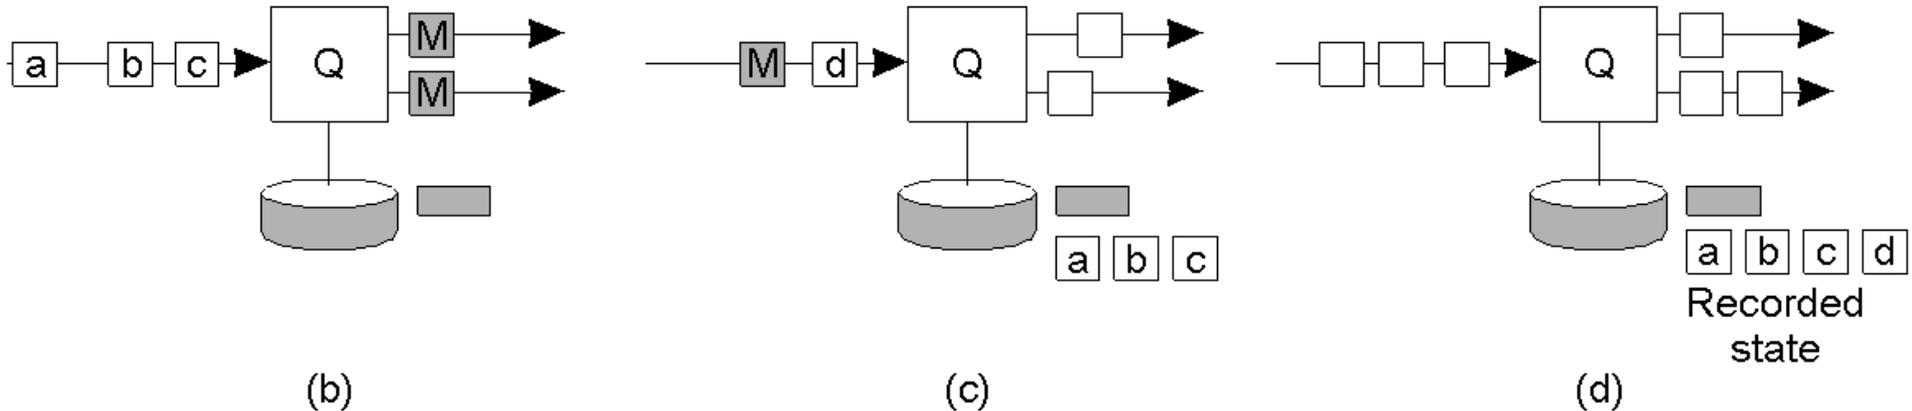 M
a b c Q
M
(b)
M d Q
a b c
(c)
Q
a b c d
Recorded
state
(d)